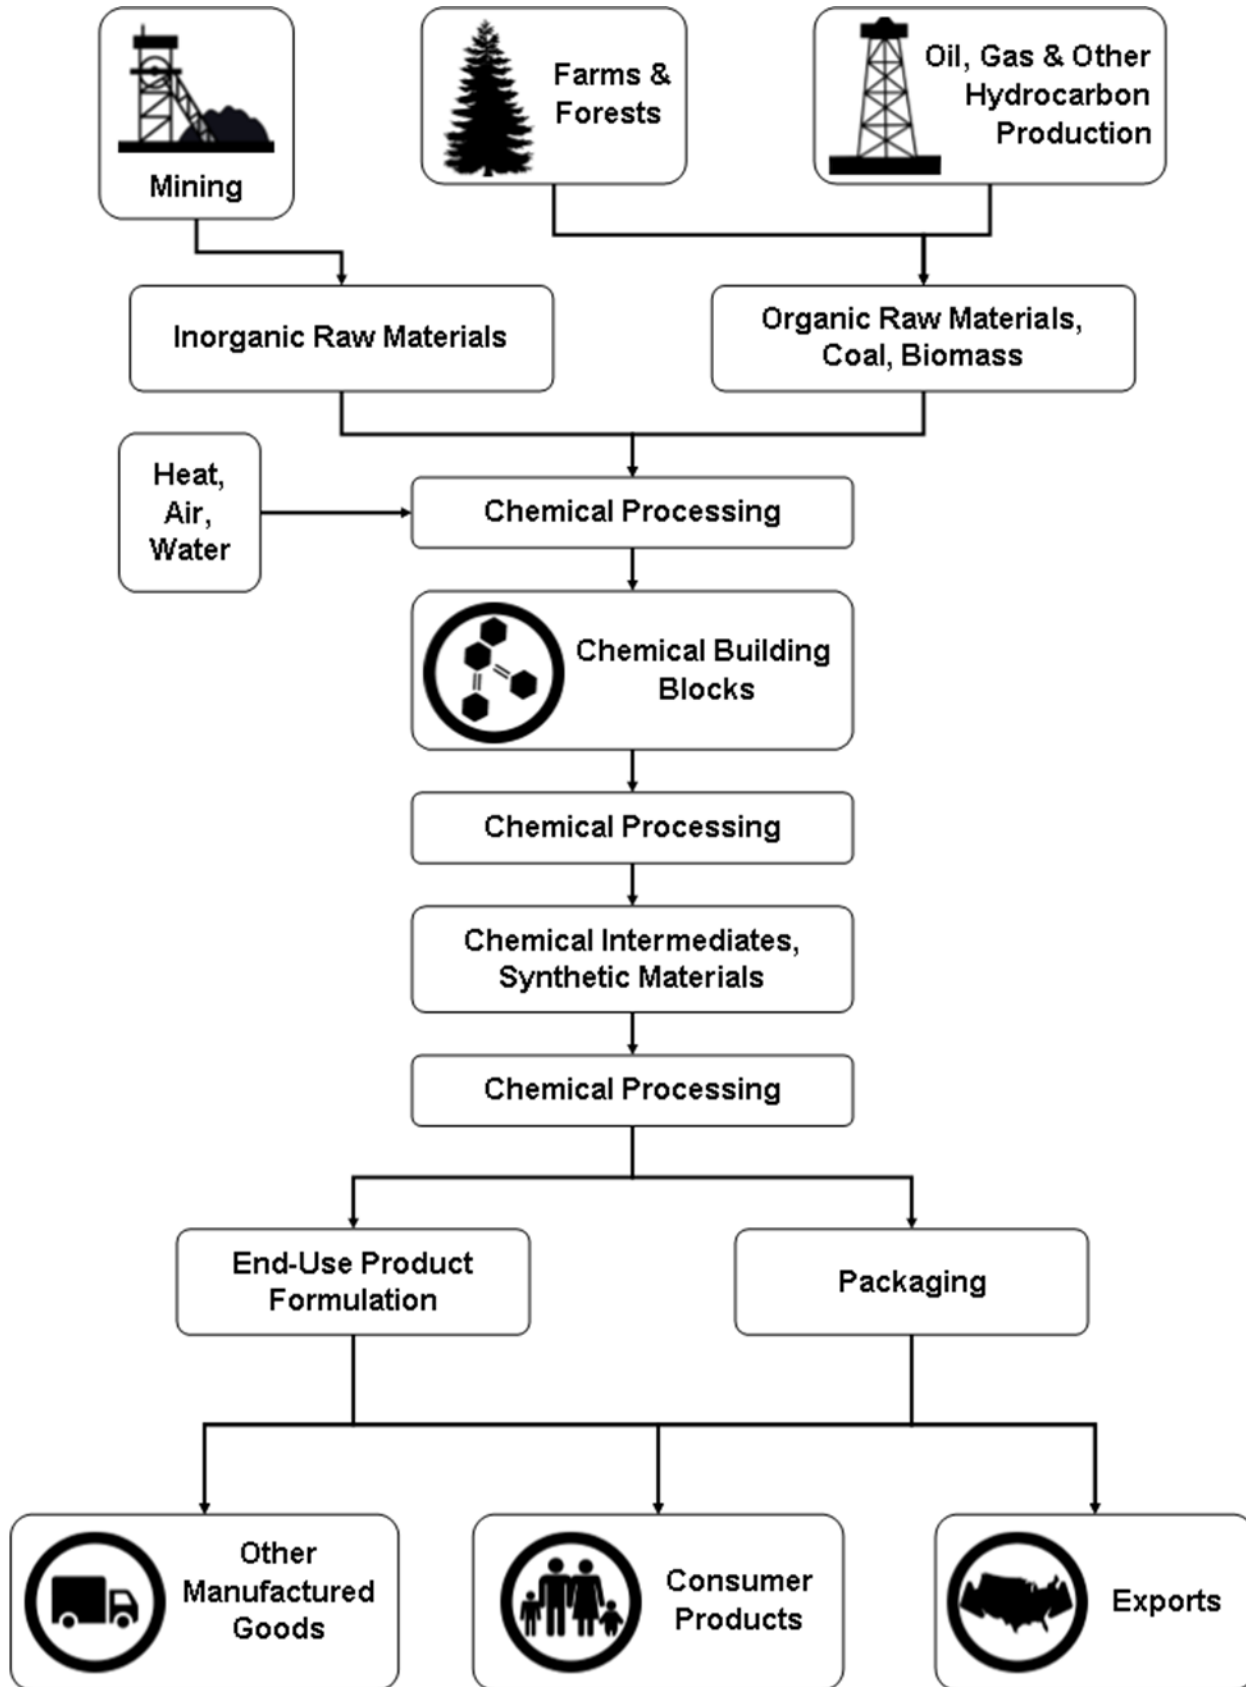 Mining
Farms &
Forests
Oil, Gas & Other
Hydrocarbon
Production
Inorganic Raw Materials
Organic Raw Materials,
Coal, Biomass
Heat,
Air,
Water
Chemical Processing
Chemical Building
Blocks
Chemical Processing
Chemical Intermediates,
Synthetic Materials
Chemical Processing
End-Use Product
Formulation
Packaging
Other
Manufactured
Goods
Consumer
Products
Exports